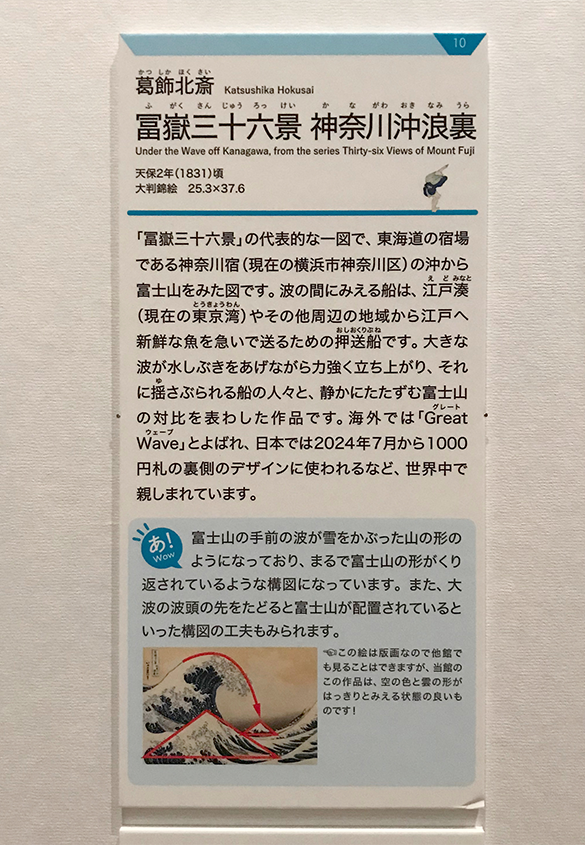 10
かつ しか ほく さい
葛飾北斎 Katsushika Hokusai
ふ がく さん じゅう ろっ けい か な がわ おき なみ うら
冨嶽三十六景 神奈川沖浪裏
Under the Wave off Kanagawa, from the series Thirty-six Views of Mount Fuji
天保2年(1831)頃
大判錦絵 25.3×37.6
「冨嶽三十六景」の代表的な一図で、東海道の宿場
である神奈川宿(現在の横浜市神奈川区)の沖から
富士山をみた図です。波の間にみえる船は、江戸湊
えど みなと
とうきょうわん
(現在の東京湾)やその他周辺の地域から江戸へ
おしおくりぶね
新鮮な魚を急いで送るための押送船です。大きな
波が水しぶきをあげながら力強く立ち上がり、それ
ゆ
に揺さぶられる船の人々と、静かにたたずむ富士山
グレート
の対比を表わした作品です。海外では「Great
ウェーブ
Wave」とよばれ、日本では2024年7月から1000
円札の裏側のデザインに使われるなど、世界中で
親しまれています。
あ!
Wow
富士山の手前の波が雪をかぶった山の形の
ようになっており、まるで富士山の形がくり
返されているような構図になっています。また、大
波の波頭の先をたどると富士山が配置されていると
いった構図の工夫もみられます。
☜この絵は版画なので他館で
も見ることはできますが、当館の
この作品は、空の色と雲の形が
はっきりとみえる状態の良いも
のです!